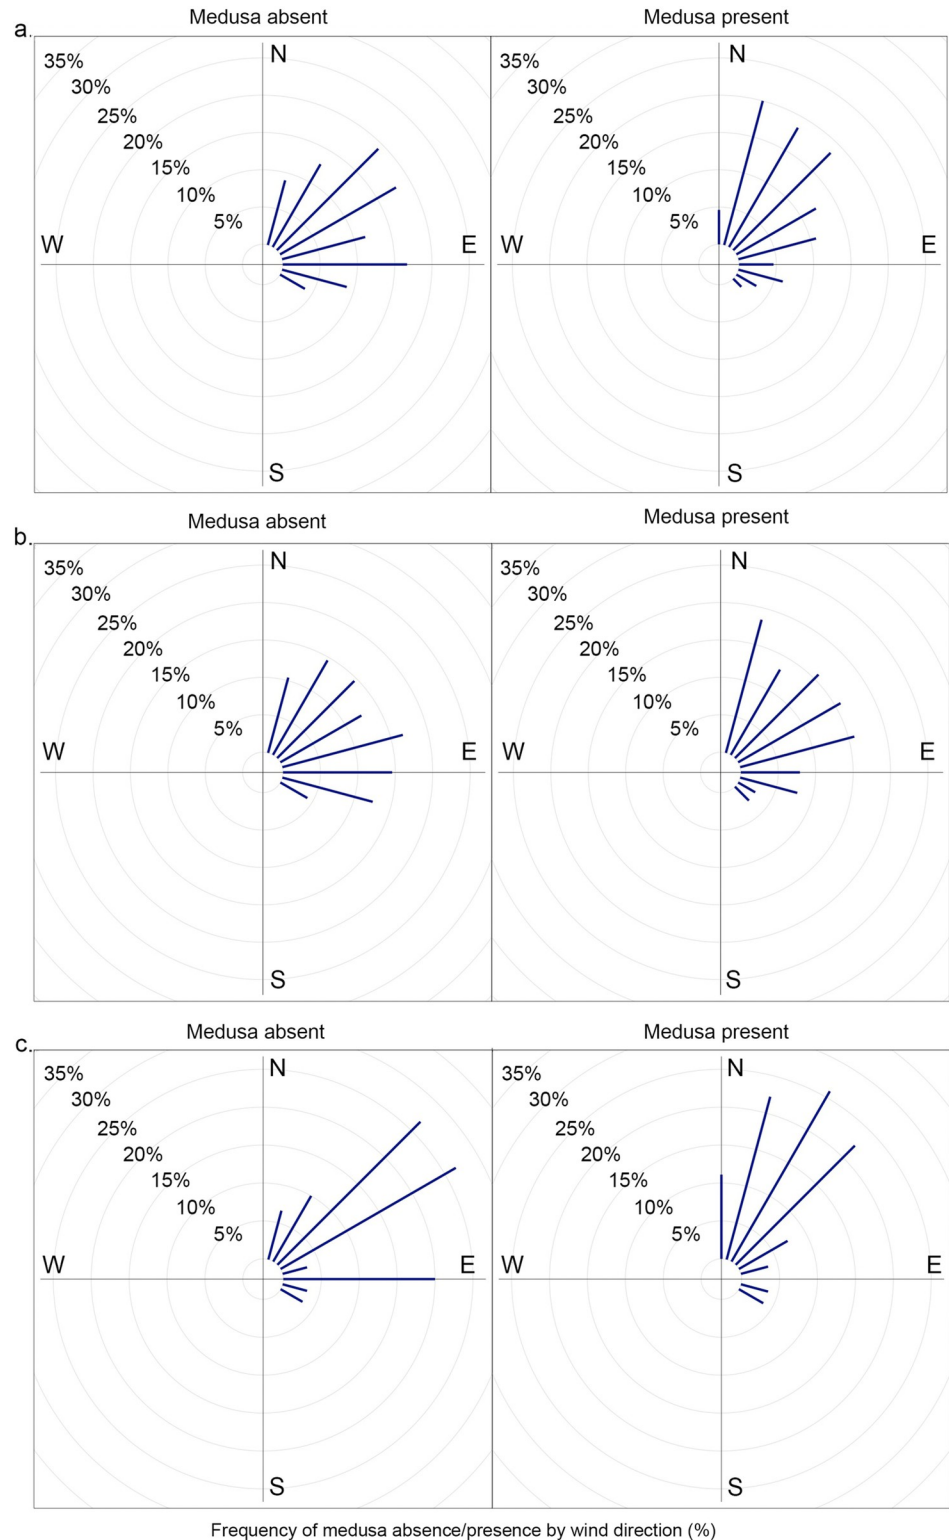 Medusa absent
Medusa present
a.
N
N
35%
35%
30%
30%
25%
25%
20%
20%
15%
15%
10%
10%
5%
5%
W
E
W
E
S
S
Medusa absent
Medusa present
b.
N
N
35%
35%
30%
30%
25%
25%
20%
20%
15%
15%
10%
10%
5%
5%
W
E
W
E
S
S
Medusa absent
Medusa present
c.
N
N
35%
35%
30%
30%
25%
25%
20%
20%
15%
15%
10%
10%
5%
5%
W
E
W
E
S
S
Frequency of medusa absence/presence by wind direction (%)